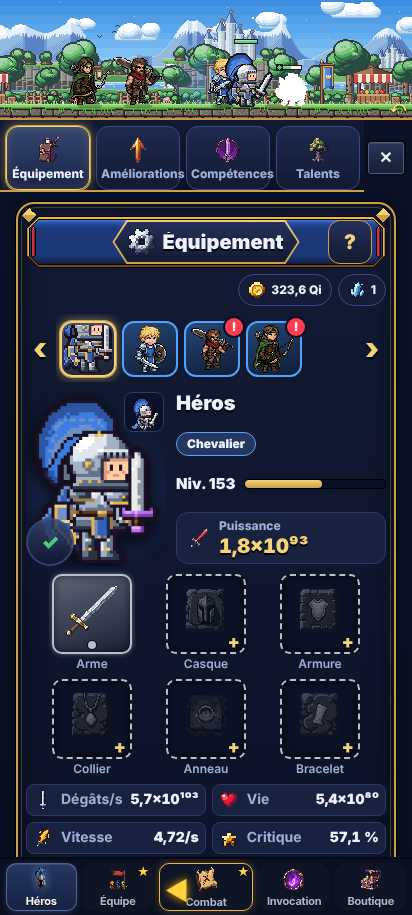 Équipement
Améliorations
Compétences
Talents
×
Équipement
?
323,6 Qi
1
!
!
Héros
Chevalier
Niv. 153
Puissance
1,8×10⁹³
Arme
Casque
Armure
Collier
Anneau
Bracelet
Dégâts/s 5,7×10¹⁰³
Vie 5,4×10⁸⁰
Vitesse 4,72/s
Critique 57,1 %
Héros
Équipe
Combat
Invocation
Boutique